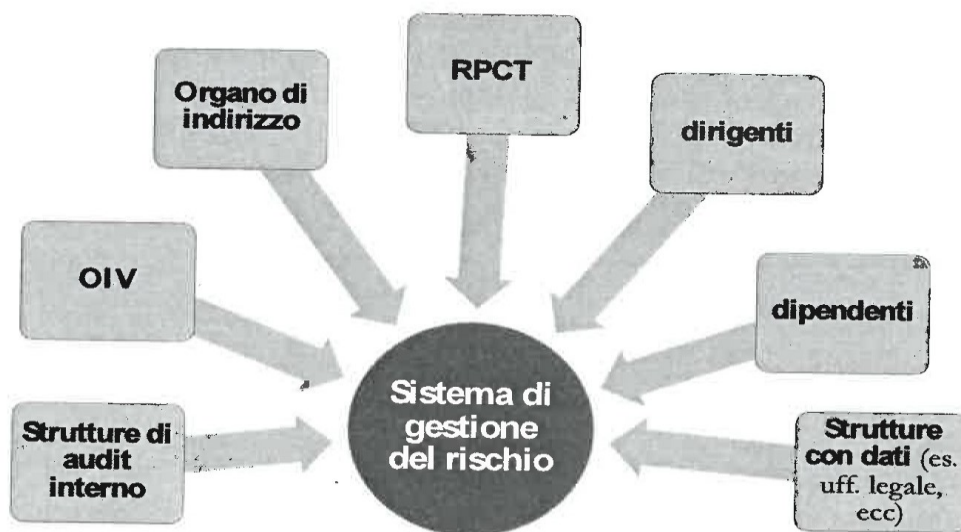 RPCT
Organo di
indirizzo
dirigenti
OIV
dipendenti
Sistema di
gestione
del rischio
Strutture di
audit
interno
Strutture
con dati (es.
uff. legale,
ecc)